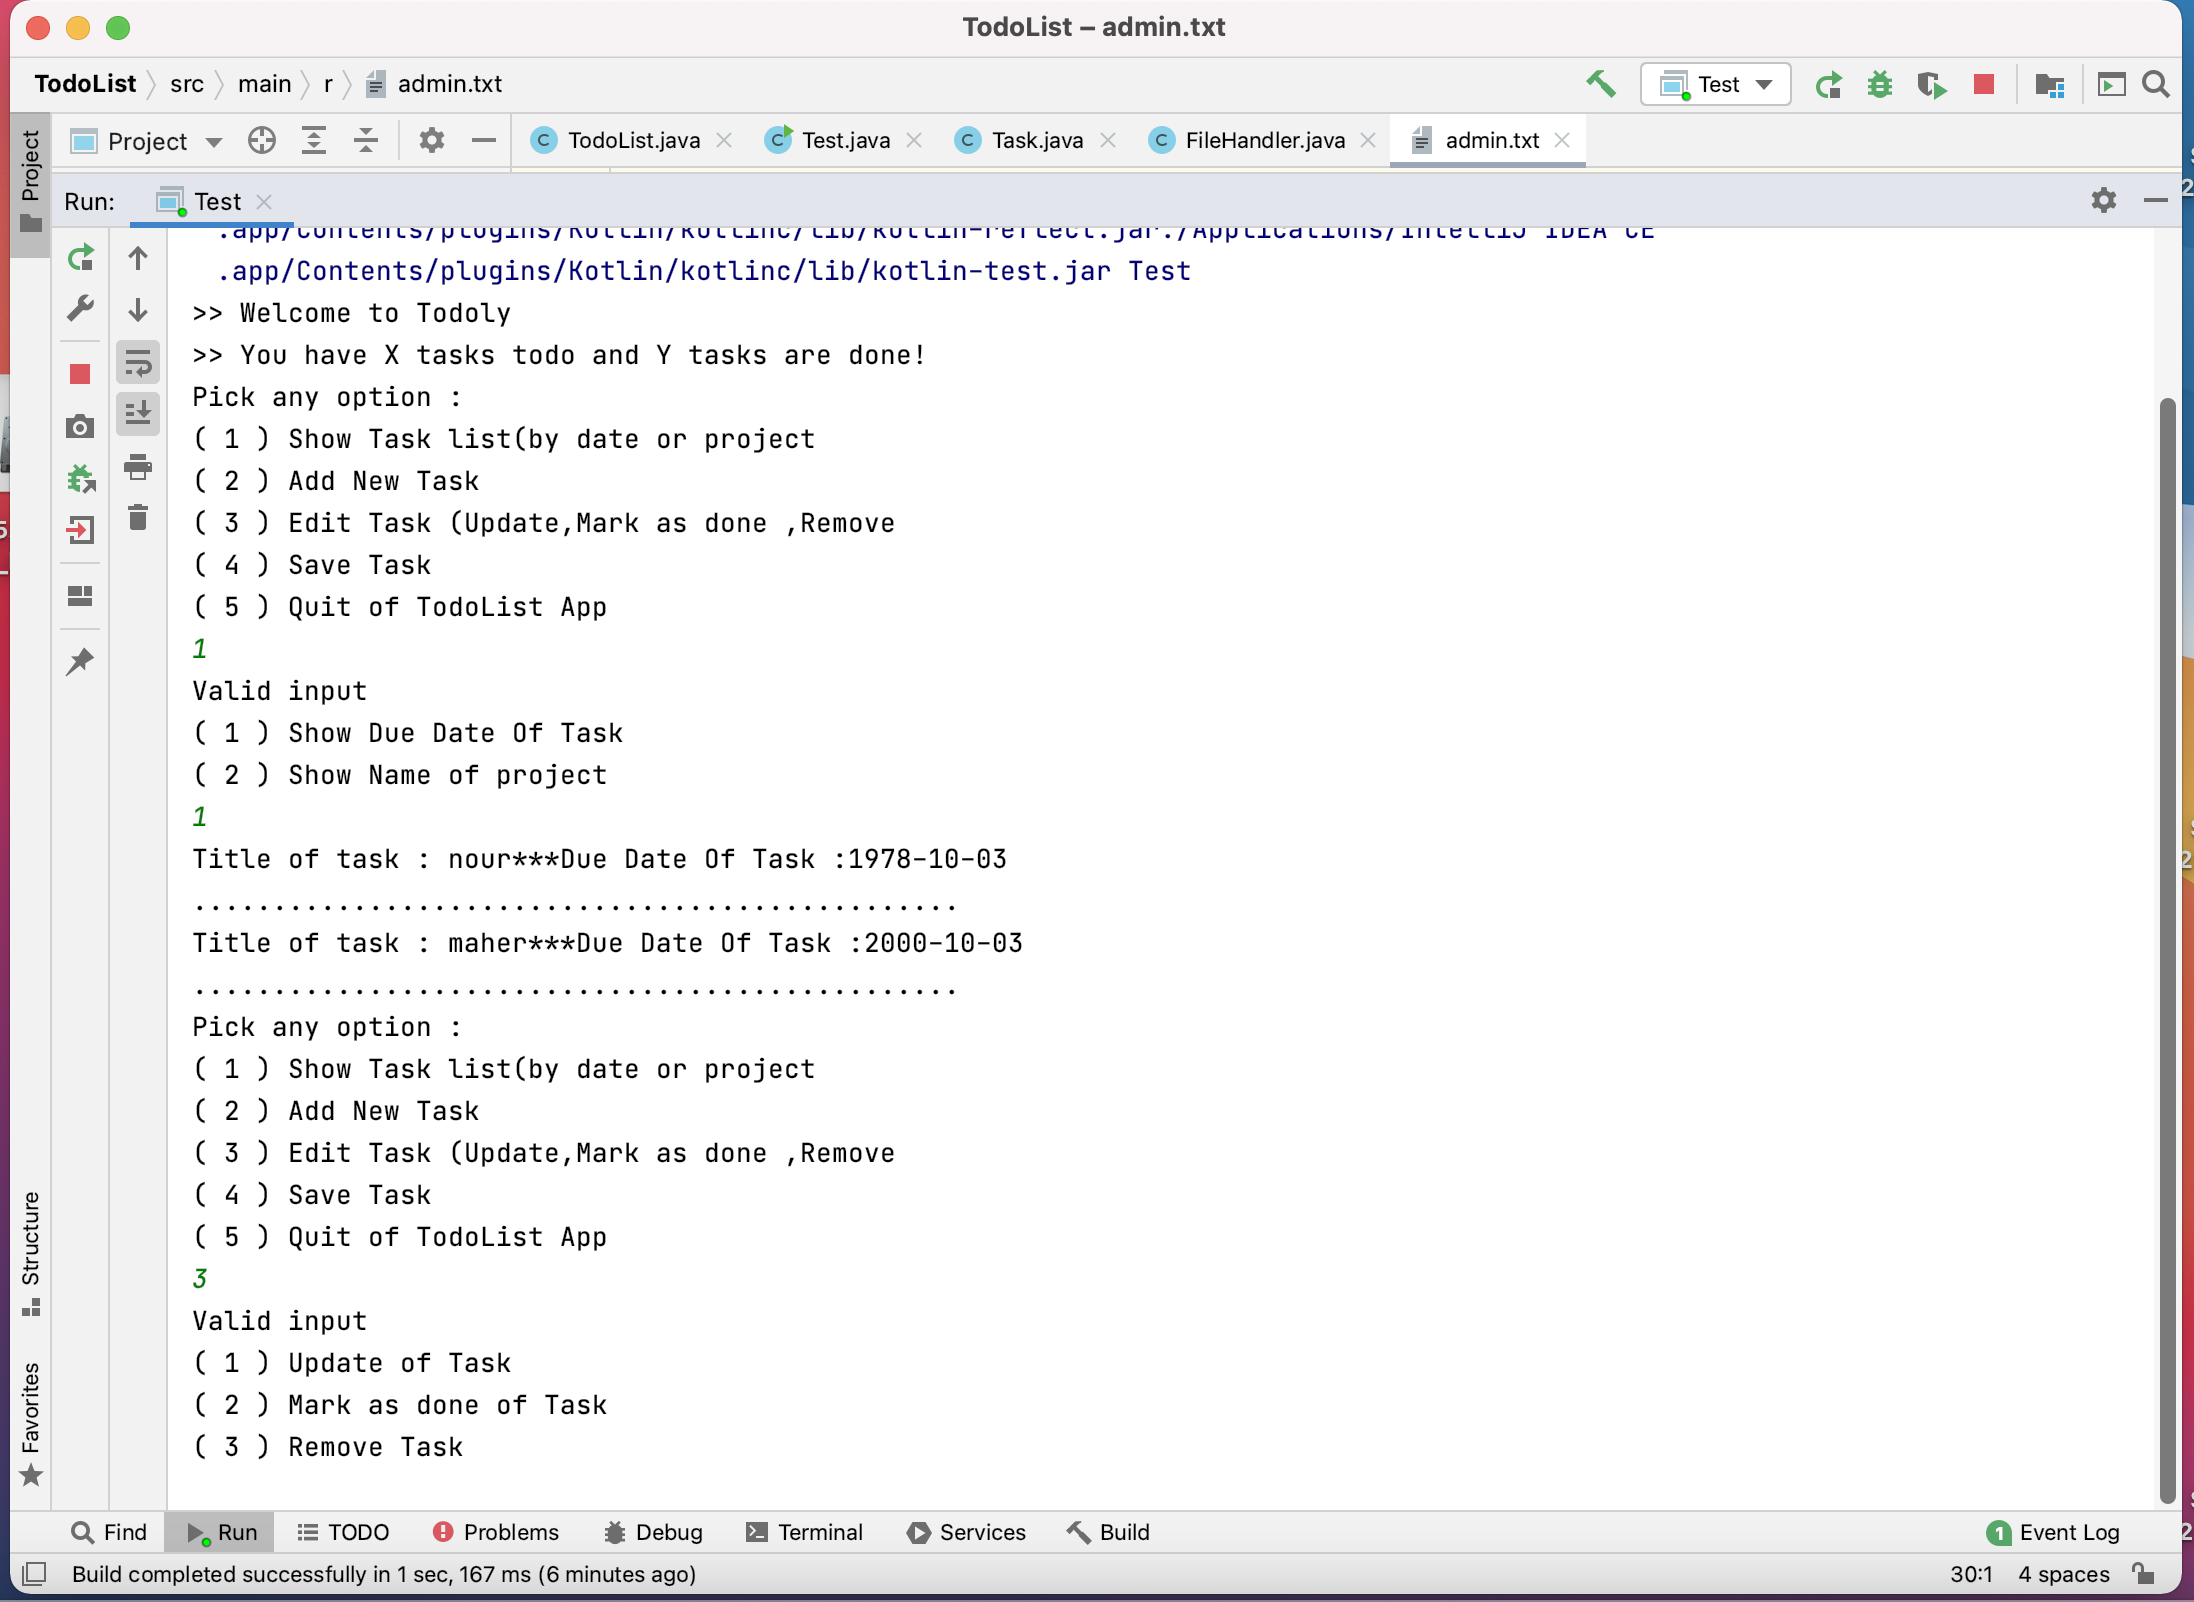 TodoList – admin.txt
TodoList src main r admin.txt Test
Project Project TodoList.java Test.java Task.java FileHandler.java admin.txt
Run: Test
.app/Contents/plugins/Kotlin/kotlinc/lib/kotlin-reflect.jar:/Applications/IntelliJ IDEA CE
.app/Contents/plugins/Kotlin/kotlinc/lib/kotlin-test.jar Test
>> Welcome to Todoly
>> You have X tasks todo and Y tasks are done!
Pick any option :
( 1 ) Show Task list(by date or project
( 2 ) Add New Task
( 3 ) Edit Task (Update,Mark as done ,Remove
( 4 ) Save Task
( 5 ) Quit of TodoList App
1
Valid input
( 1 ) Show Due Date Of Task
( 2 ) Show Name of project
1
Title of task : nour***Due Date Of Task :1978-10-03
................................................
Title of task : maher***Due Date Of Task :2000-10-03
................................................
Pick any option :
( 1 ) Show Task list(by date or project
( 2 ) Add New Task
( 3 ) Edit Task (Update,Mark as done ,Remove
( 4 ) Save Task
( 5 ) Quit of TodoList App
3
Valid input
( 1 ) Update of Task
( 2 ) Mark as done of Task
( 3 ) Remove Task
Structure
Favorites
Find Run TODO Problems Debug Terminal Services Build 1 Event Log
Build completed successfully in 1 sec, 167 ms (6 minutes ago) 30:1 4 spaces